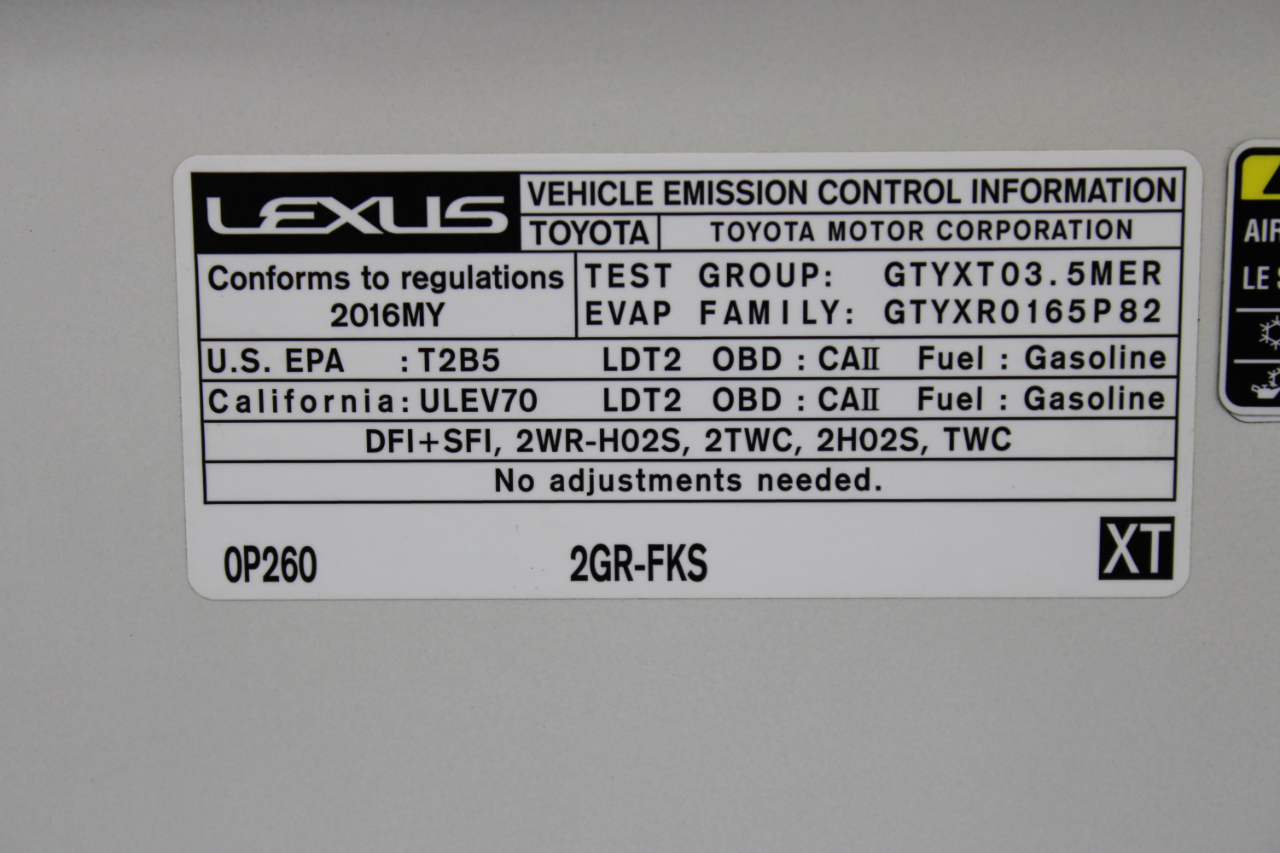 LEXUS
VEHICLE EMISSION CONTROL INFORMATION
TOYOTA TOYOTA MOTOR CORPORATION
Conforms to regulations
2016MY
TEST GROUP: GTYXT03.5MER
EVAP FAMILY: GTYXR0165P82
U.S. EPA : T2B5 LDT2 OBD : CAII Fuel : Gasoline
California : ULEV70 LDT2 OBD : CAII Fuel : Gasoline
DFI+SFI, 2WR-HO2S, 2TWC, 2HO2S, TWC
No adjustments needed.
0P260 2GR-FKS XT
AIR
LE